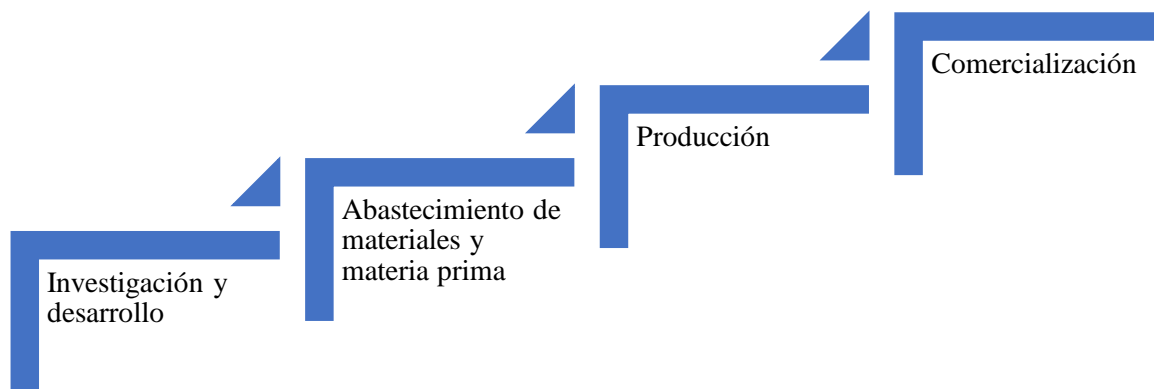 Investigación y
desarrollo
Abastecimiento de
materiales y
materia prima
Producción
Comercialización